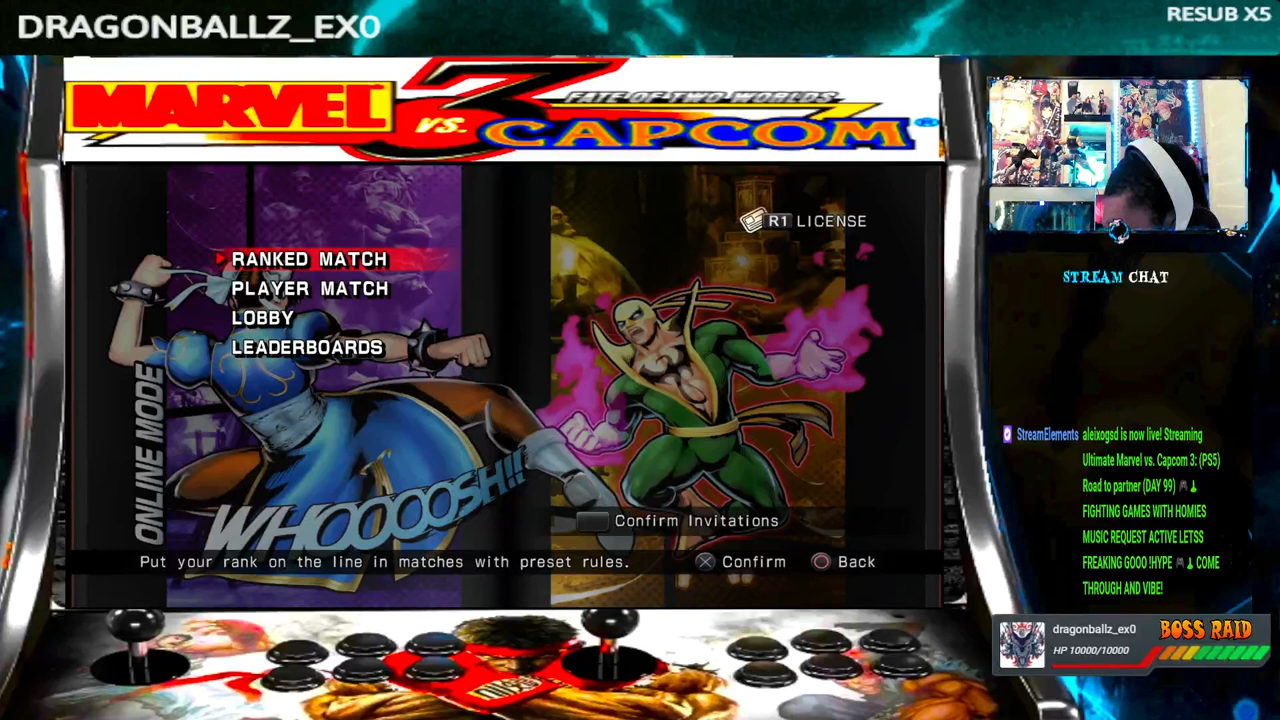 DRAGONBALLZ_EX0
RESUB X5
MARVEL VS. CAPCOM® 3
FATE OF TWO WORLDS
R1 LICENSE
RANKED MATCH
PLAYER MATCH
LOBBY
LEADERBOARDS
ONLINE MODE
WHOOOOSH!!
Confirm Invitations
Put your rank on the line in matches with preset rules.
Confirm
Back
STREAM CHAT
StreamElements aleixogsd is now live! Streaming
Ultimate Marvel vs. Capcom 3: (PS5)
Road to partner (DAY 99)
FIGHTING GAMES WITH HOMIES
MUSIC REQUEST ACTIVE LETSS
FREAKING GOOO !HYPE COME
THROUGH AND VIBE!
dragonballz_ex0
BOSS RAID
HP 10000/10000